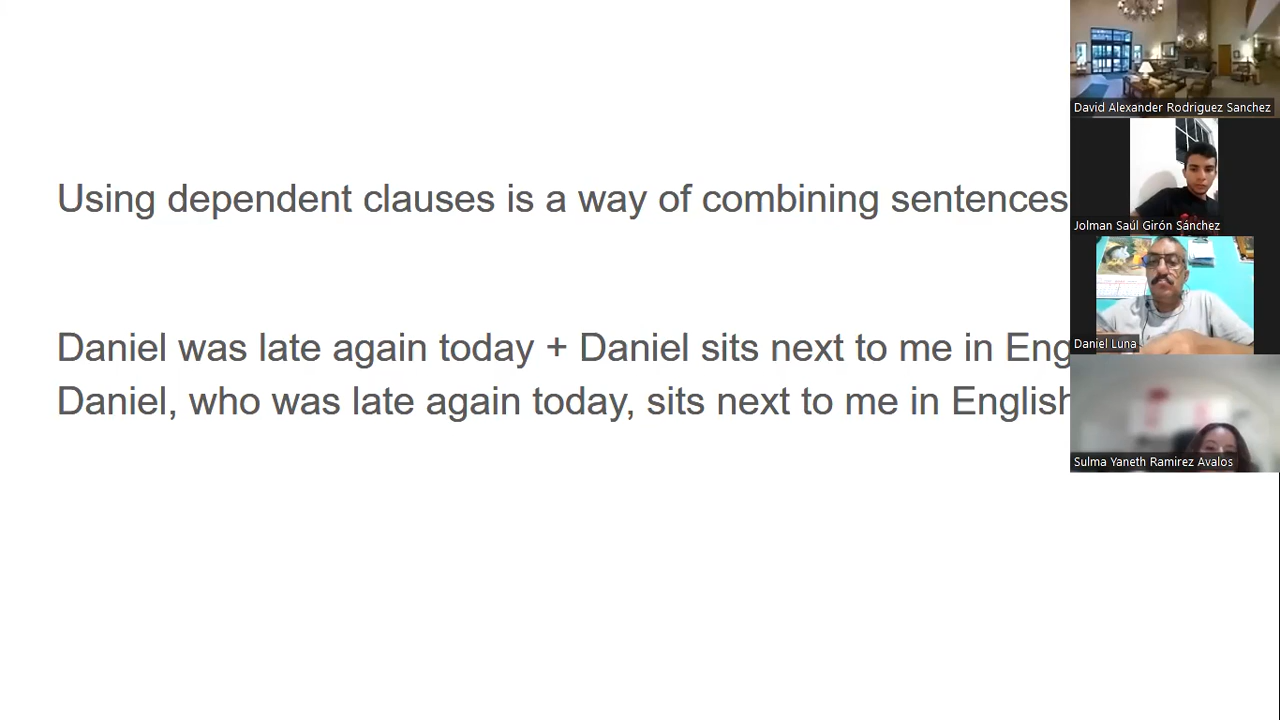 Using dependent clauses is a way of combining sentences
Daniel was late again today + Daniel sits next to me in
Daniel, who was late again today, sits next to me in English
David Alexander Rodríguez Sanchez
Jolman Saúl Girón Sánchez
Daniel Luna
Sulma Yaneth Ramirez Avalos